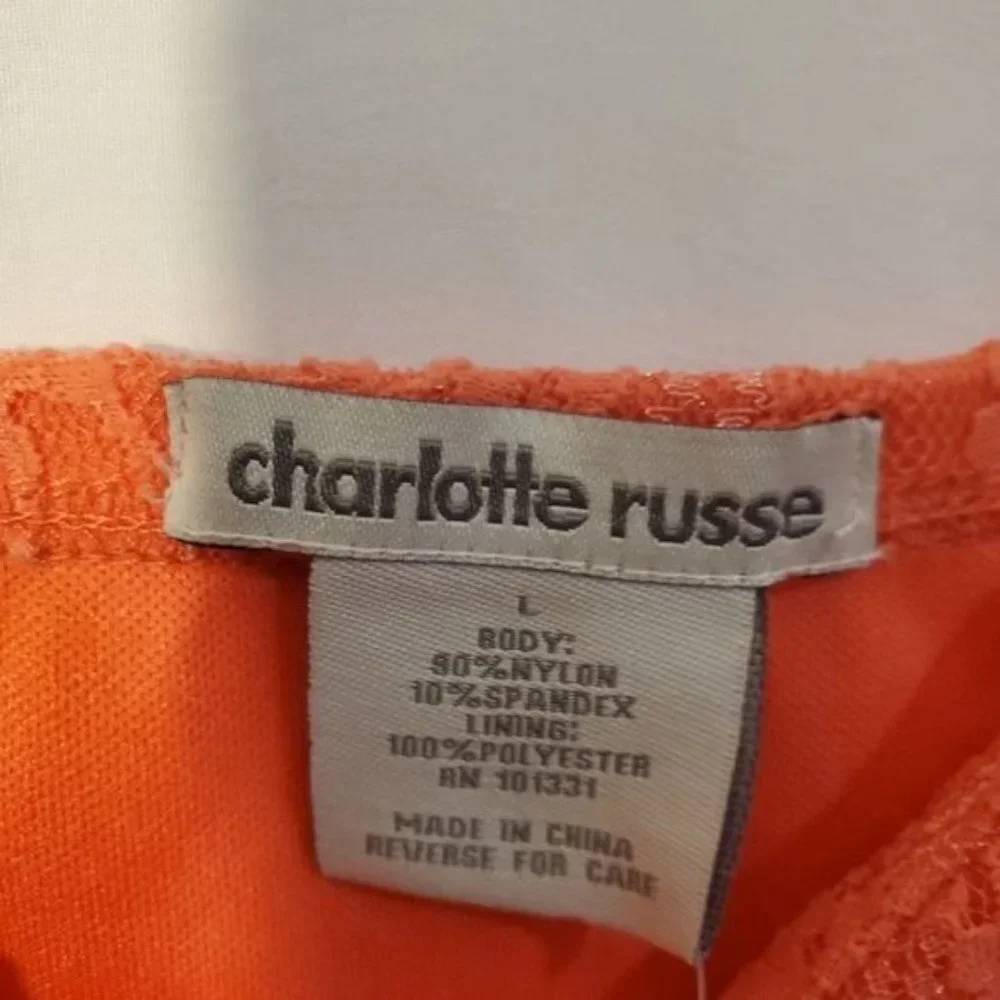 charlotte russe
L
BODY:
90%NYLON
10%SPANDEX
LINING:
100%POLYESTER
RN 101331
MADE IN CHINA
REVERSE FOR CARE